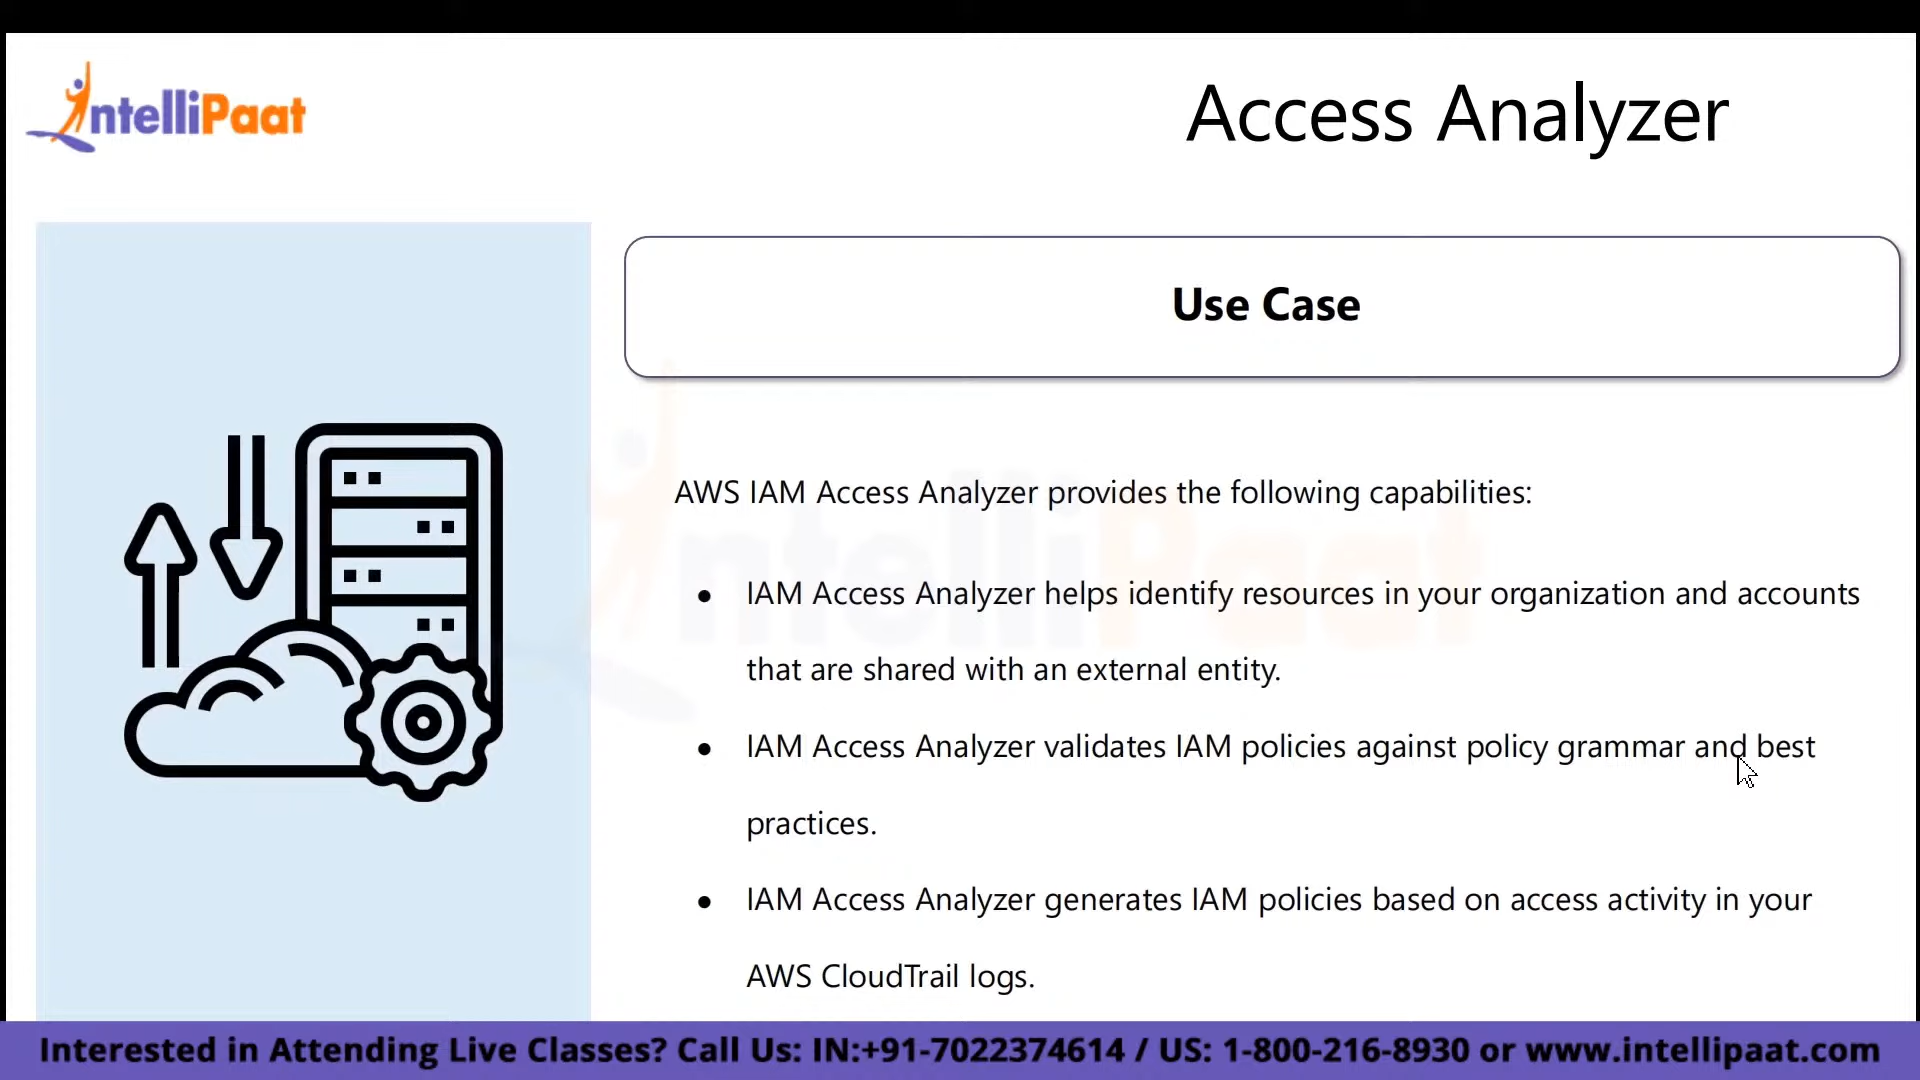 IntelliPaat
Access Analyzer
Use Case
AWS IAM Access Analyzer provides the following capabilities:
● IAM Access Analyzer helps identify resources in your organization and accounts
that are shared with an external entity.
● IAM Access Analyzer validates IAM policies against policy grammar and best
practices.
● IAM Access Analyzer generates IAM policies based on access activity in your
AWS CloudTrail logs.
Interested in Attending Live Classes? Call Us: IN:+91-7022374614 / US: 1-800-216-8930 or www.intellipaat.com